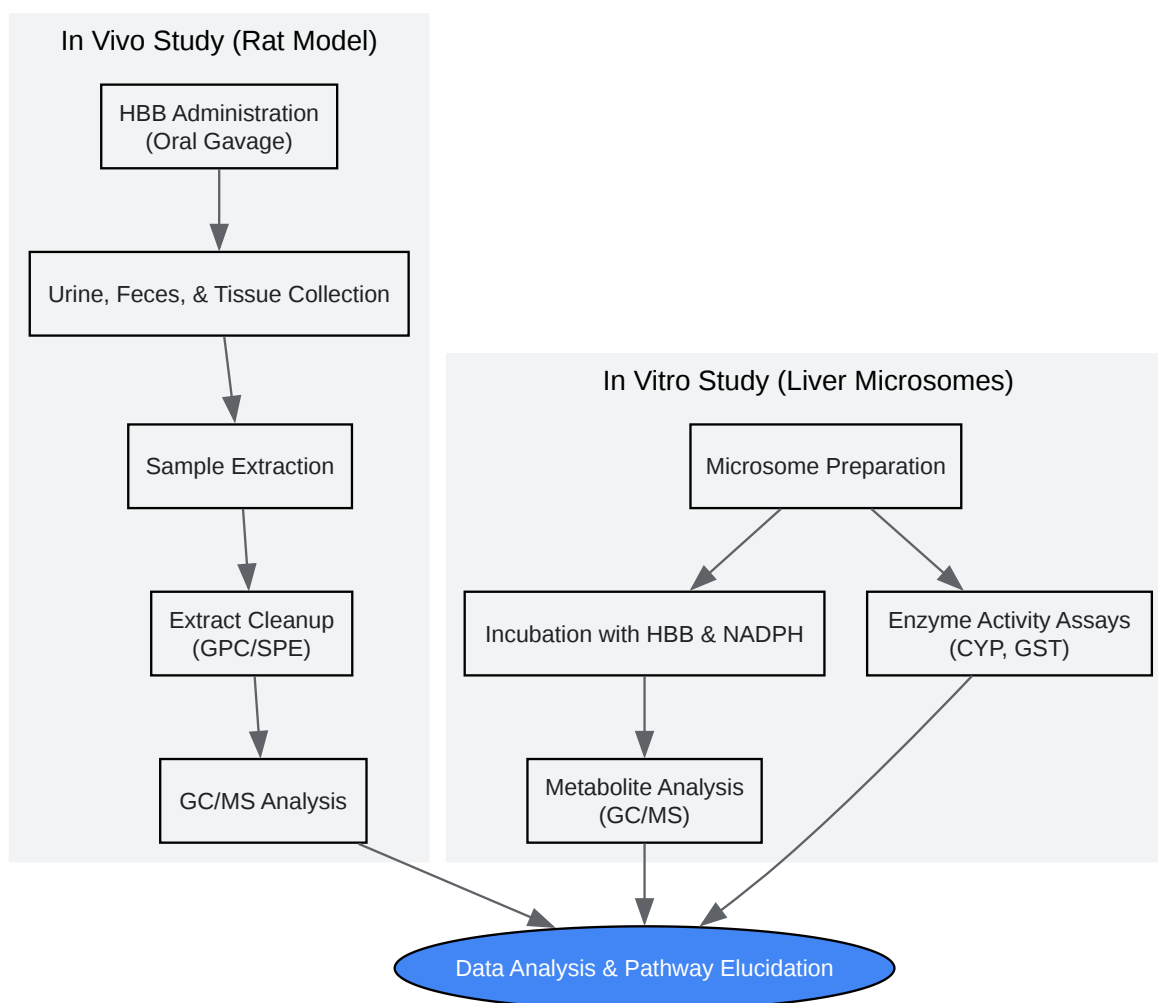 In Vivo Study (Rat Model)
HBB Administration
(Oral Gavage)
Urine, Feces, & Tissue Collection
Sample Extraction
Extract Cleanup
(GPC/SPE)
GC/MS Analysis
In Vitro Study (Liver Microsomes)
Microsome Preparation
Incubation with HBB & NADPH
Enzyme Activity Assays
(CYP, GST)
Metabolite Analysis
(GC/MS)
Data Analysis & Pathway Elucidation